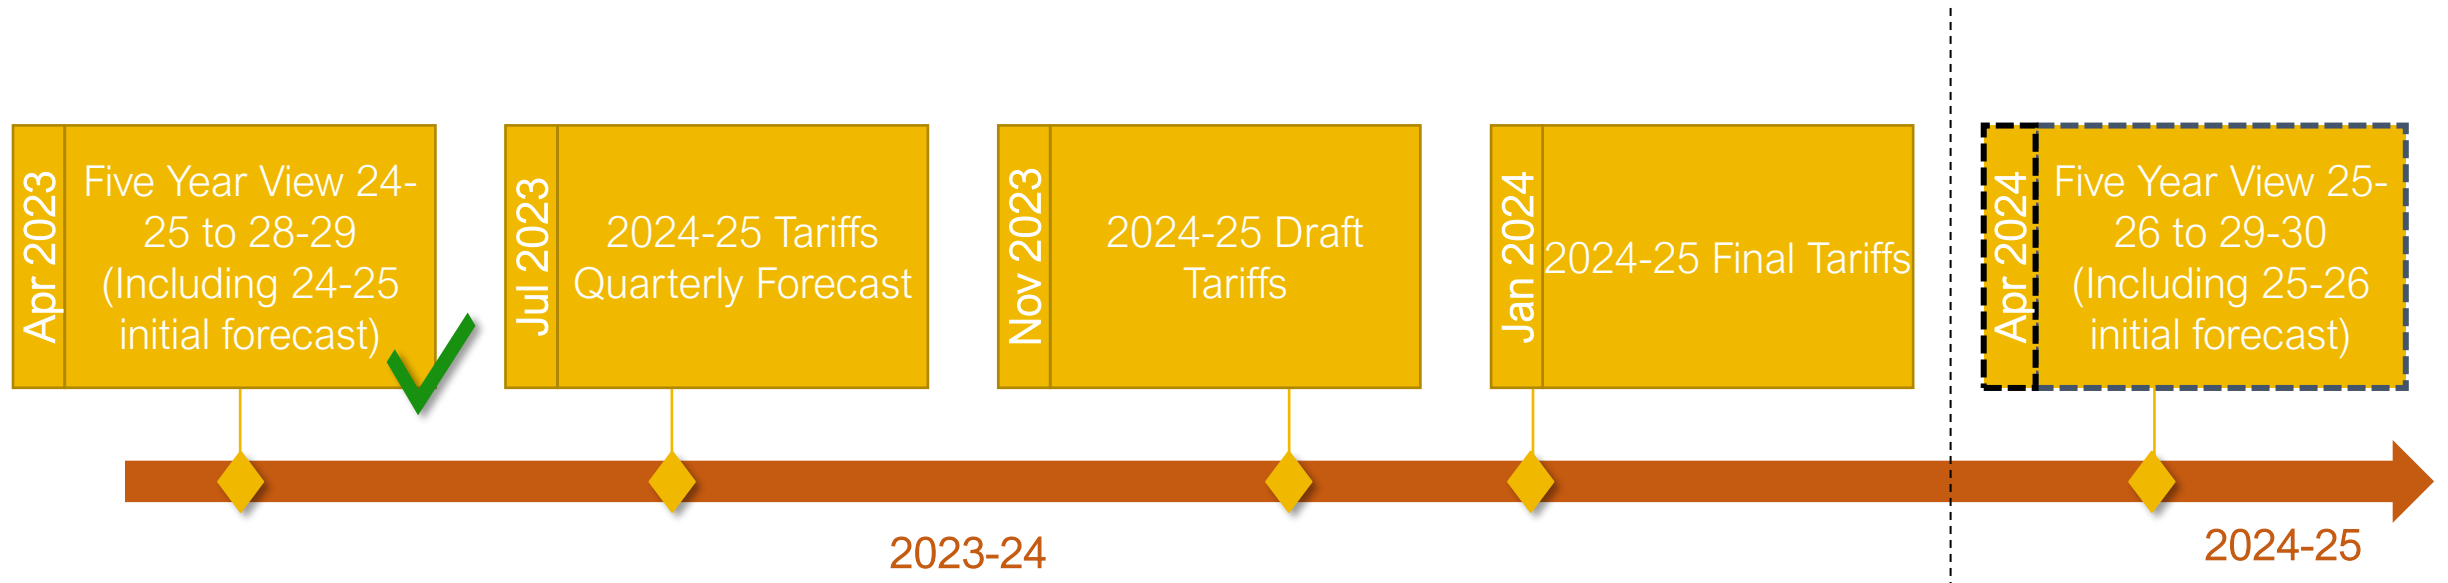 Apr 2023
Five Year View 24-
25 to 28-29
(Including 24-25
initial forecast)
Jul 2023
2024-25 Tariffs
Quarterly Forecast
Nov 2023
2024-25 Draft
Tariffs
Jan 2024
2024-25 Final Tariffs
Apr 2024
Five Year View 25-
26 to 29-30
(Including 25-26
initial forecast)
2023-24
2024-25